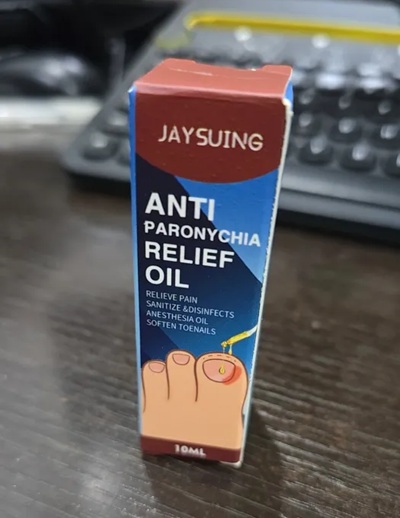 JAYSUING
ANTI
PARONYCHIA
RELIEF
OIL
RELIEVE PAIN
SANITIZE &DISINFECTS
ANESTHESIA OIL
SOFTEN TOENAILS
10ML